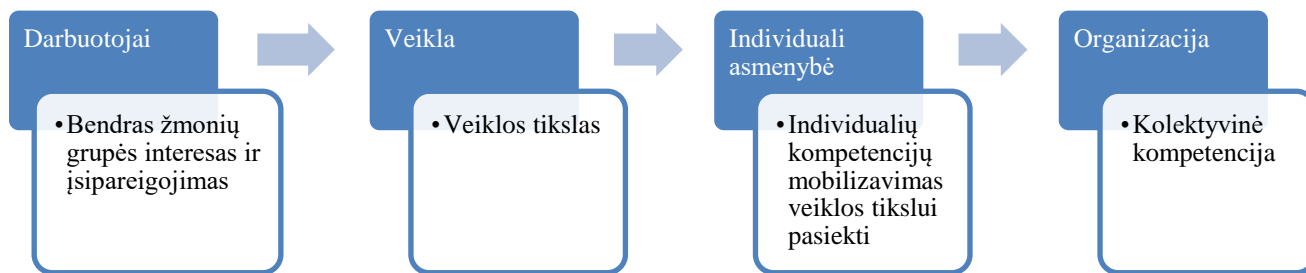 Darbuotojai
•Bendras žmonių
grupės interesas ir
įsipareigojimas
Veikla
•Veiklos tikslas
Individuali
asmenybė
•Individualių
kompetencijų
mobilizavimas
veiklos tikslui
pasiekti
Organizacija
•Kolektyvinė
kompetencija